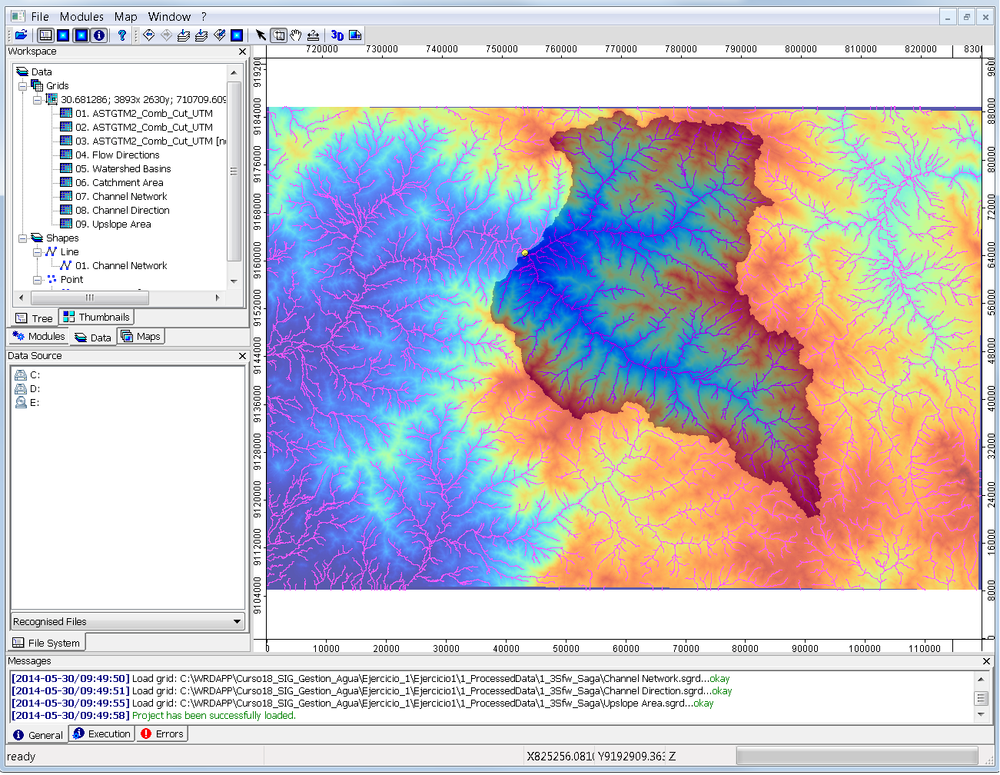 File Modules Map Window ?
Workspace
Data
Grids
30.681286; 3893x 2630y; 710709.609
01. ASTGTM2_Comb_Cut_UTM
02. ASTGTM2_Comb_Cut_UTM
03. ASTGTM2_Comb_Cut_UTM [n
04. Flow Directions
05. Watershed Basins
06. Catchment Area
07. Channel Network
08. Channel Direction
09. Upslope Area
Shapes
Line
01. Channel Network
Point
Tree Thumbnails
Modules Data Maps
Data Source
C:
D:
E:
Recognised Files
File System
3D
720000 730000 740000 750000 760000 770000 780000 790000 800000 810000 820000 830
91920
9184000
9176000
9168000
9160000
9152000
9144000
9136000
9128000
9120000
9112000
9104000
960
88000
80000
72000
64000
56000
48000
40000
32000
24000
16000
8000
0
10000 20000 30000 40000 50000 60000 70000 80000 90000 100000 110000
Messages
[2014-05-30/09:49:50] Load grid: C:\WRDAPP\Curso18_SIG_Gestion_Agua\Ejercicio_1\Ejercicio1\1_ProcessedData\1_3Sfw_Saga\Channel Network.sgrd...okay
[2014-05-30/09:49:51] Load grid: C:\WRDAPP\Curso18_SIG_Gestion_Agua\Ejercicio_1\Ejercicio1\1_ProcessedData\1_3Sfw_Saga\Channel Direction.sgrd...okay
[2014-05-30/09:49:55] Load grid: C:\WRDAPP\Curso18_SIG_Gestion_Agua\Ejercicio_1\Ejercicio1\1_ProcessedData\1_3Sfw_Saga\Upslope Area.sgrd...okay
[2014-05-30/09:49:58] Project has been successfully loaded.
General Execution Errors
ready
X825256.081 Y9192909.363 Z